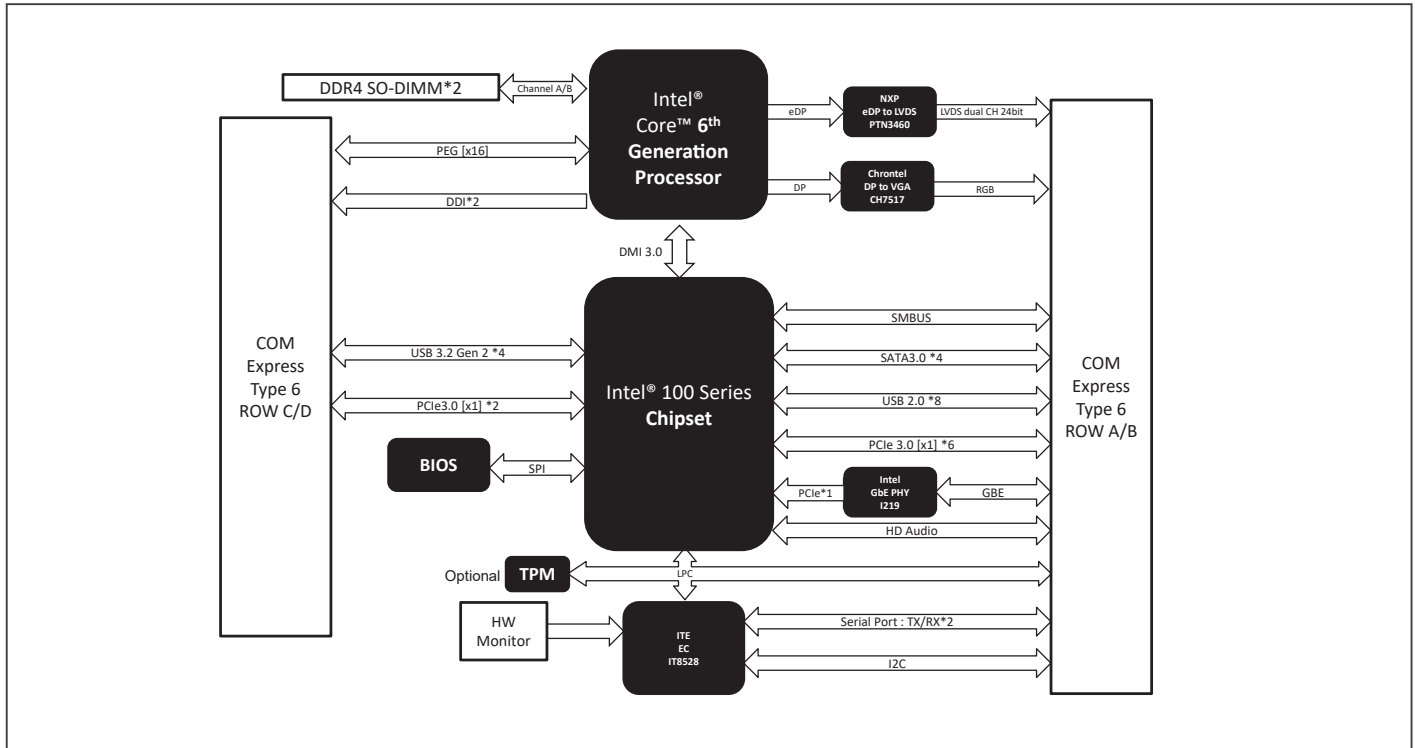 DDR4 SO-DIMM*2
Channel A/B
Intel®
Core™ 6th
Generation
Processor
eDP
NXP
eDP to LVDS
PTN3460
LVDS dual CH 24bit
PEG [x16]
DP
Chrontel
DP to VGA
CH7517
RGB
DDI*2
DMI 3.0
COM
Express
Type 6
ROW C/D
USB 3.2 Gen 2 *4
PCIe3.0 [x1] *2
BIOS
SPI
Intel® 100 Series
Chipset
SMBUS
SATA3.0 *4
USB 2.0 *8
PCIe 3.0 [x1] *6
PCIe*1
Intel
GbE PHY
I219
GBE
HD Audio
COM
Express
Type 6
ROW A/B
Optional
TPM
LPC
HW
Monitor
ITE
EC
IT8528
Serial Port : TX/RX*2
I2C